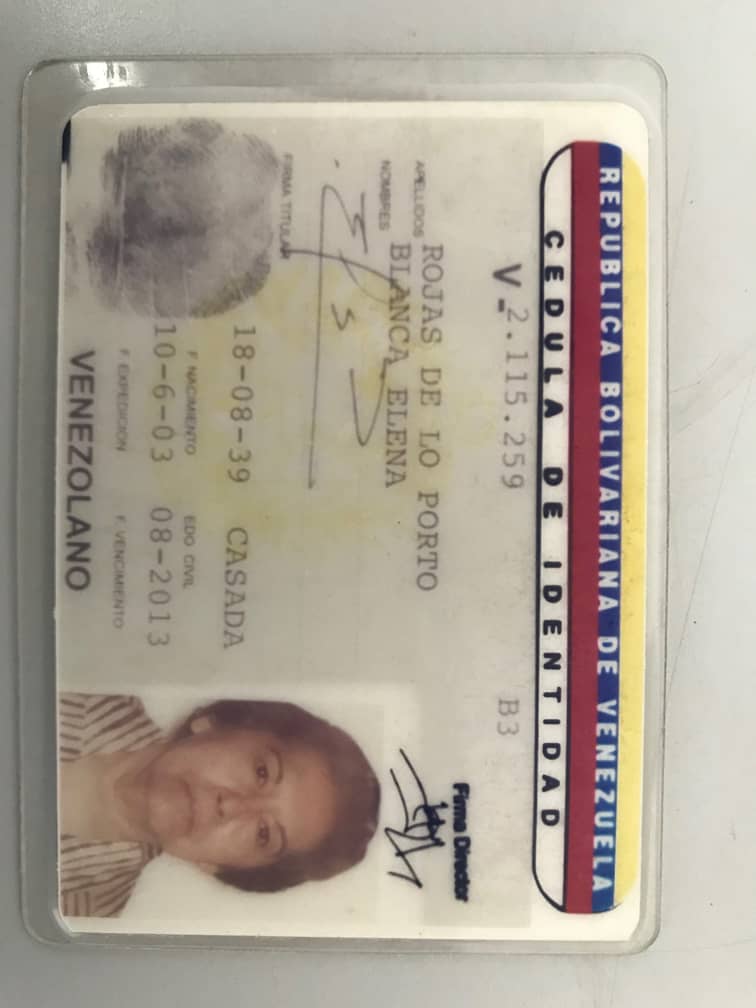 REPUBLICA BOLIVARIANA DE VENEZUELA
CEDULA DE IDENTIDAD
V-2.115.259 B3
APELLIDOS ROJAS DE LO PORTO
NOMBRES BLANCA ELENA
Firma Director
FIRMA TITULAR
18-08-39 CASADA
F NACIMIENTO EDO CIVIL
10-6-03 08-2013
F. EXPEDICION F. VENCIMIENTO
VENEZOLANO